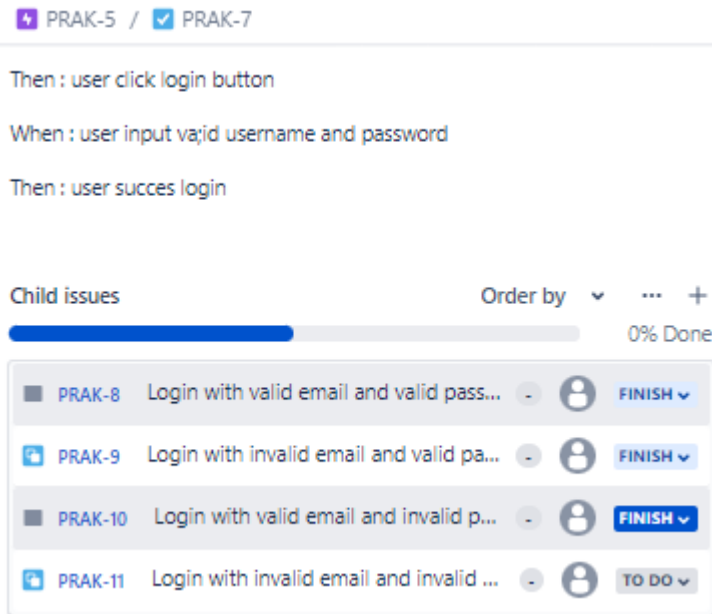 PRAK-5 / PRAK-7
Then : user click login button
When : user input va;id username and password
Then : user succes login
Child issues Order by ... +
0% Done
PRAK-8 Login with valid email and valid pass... - FINISH
PRAK-9 Login with invalid email and valid pa... - FINISH
PRAK-10 Login with valid email and invalid p... - FINISH
PRAK-11 Login with invalid email and invalid ... - TO DO